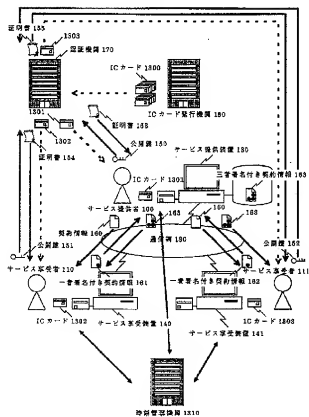 証明書 155
1303
認証機関 170
ICカード 1300
ICカード発行機関 180
1301
1302
証明書 153
証明書 154
公開鍵 150
サービス提供装置 130
ICカード 1301
三者署名付き契約情報 163
サービス提供者 100
160
163
163
契約情報 160
通信網 190
公開鍵 151
公開鍵 152
サービス享受者 110
一者署名付き契約情報 161
一者署名付き契約情報 162
サービス享受者 111
ICカード 1302
サービス享受装置 140
ICカード 1303
サービス享受装置 141
時刻管理機関 1310